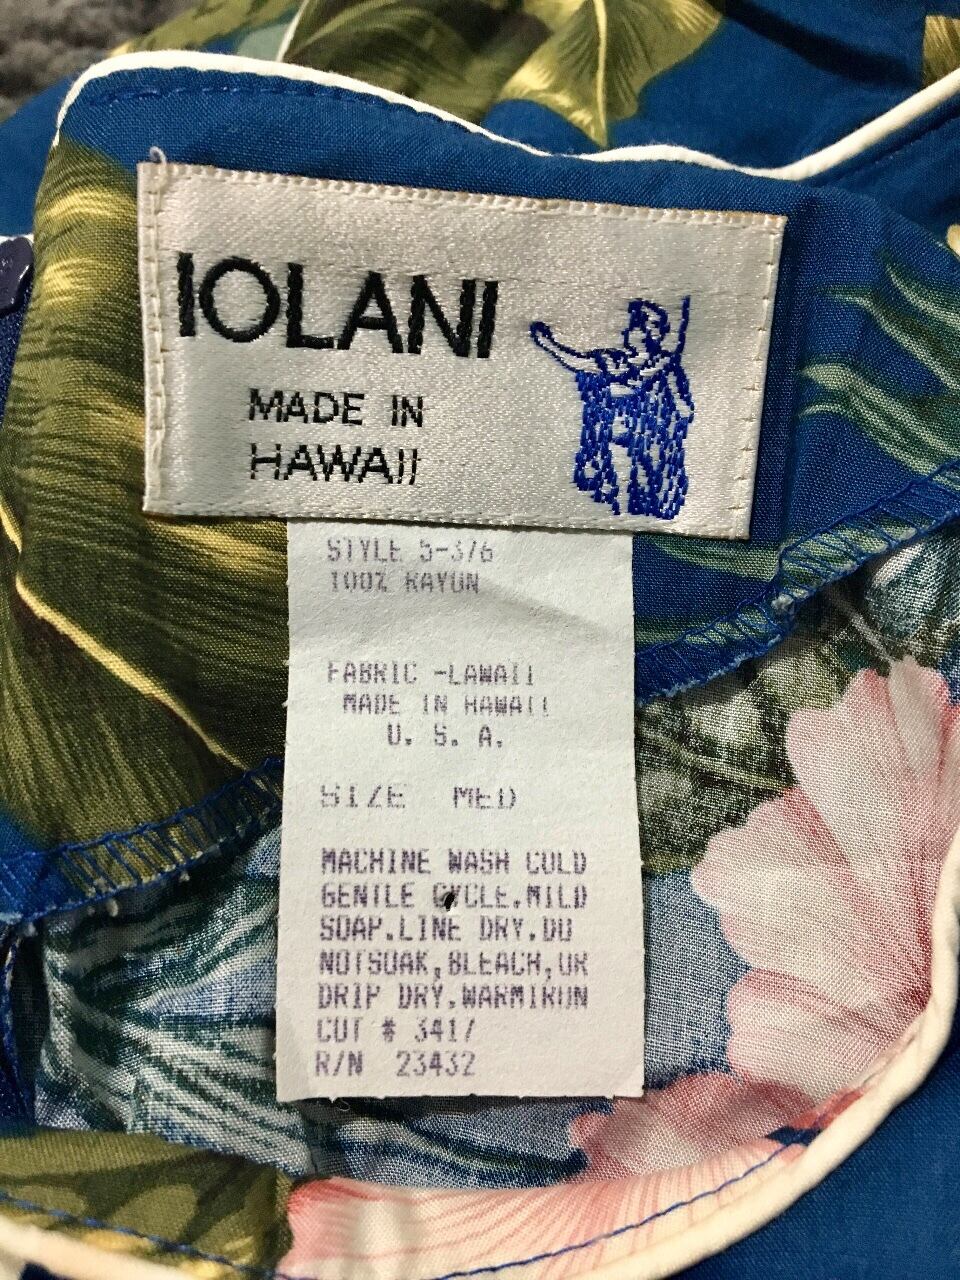 IOLANI
MADE IN
HAWAII
STYLE 5-376
100% RAYON
FABRIC -LAWAII
MADE IN HAWAII
U. S. A.
SIZE MED
MACHINE WASH COLD
GENTLE CYCLE.MILD
SOAP.LINE DRY.DO
NOTSOAK,BLEACH,OR
DRIP DRY.WARMIRON
CUT # 3417
R/N 23432